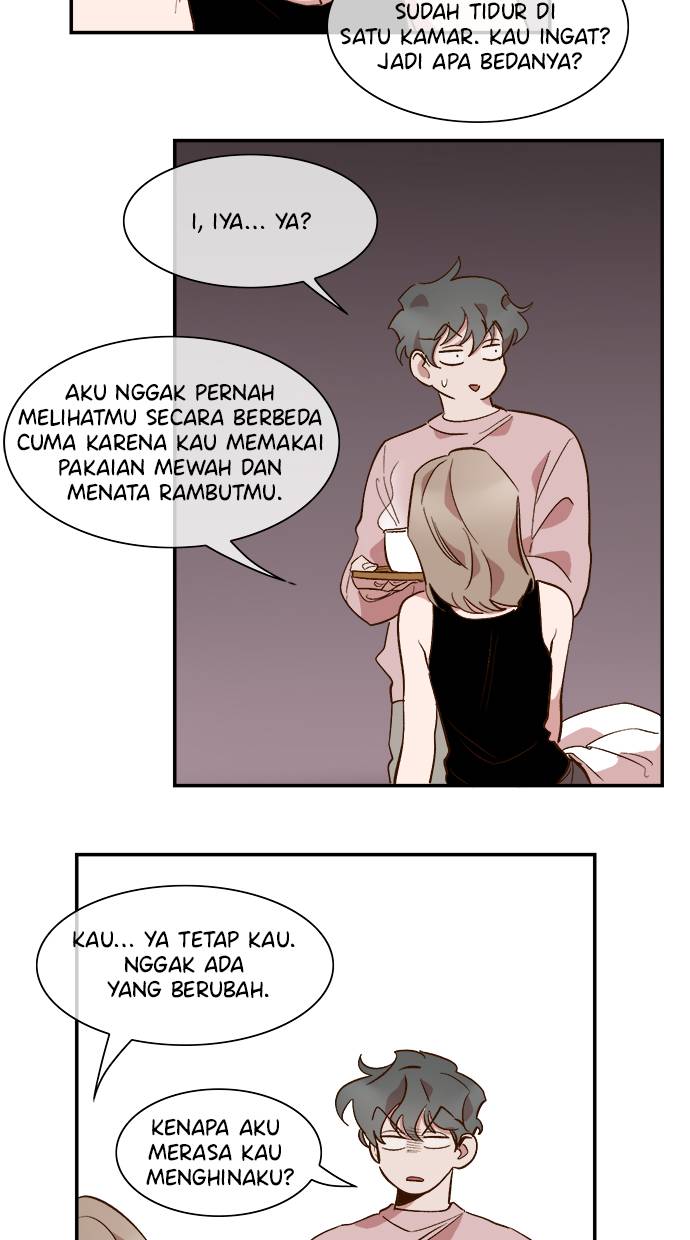 SUDAH TIDUR DI
SATU KAMAR. KAU INGAT?
JADI APA BEDANYA?
I, IYA... YA?
AKU NGGAK PERNAH
MELIHATMU SECARA BERBEDA
CUMA KARENA KAU MEMAKAI
PAKAIAN MEWAH DAN
MENATA RAMBUTMU.
KAU... YA TETAP KAU.
NGGAK ADA
YANG BERUBAH.
KENAPA AKU
MERASA KAU
MENGHINAKU?